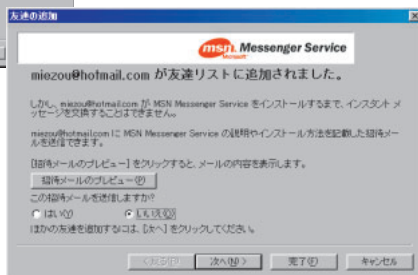 友達の追加
msn Messenger Service
Microsoft
miezou@hotmail.com が友達リストに追加されました。
しかし、miezou@hotmail.com が MSN Messenger Service をインストールするまで、インスタント メ
ッセージを交換することはできません。
miezou@hotmail.com に MSN Messenger Service の説明やインストール方法を記載した招待メー
ルを送信できます。
[招待メールのプレビュー] をクリックすると、メールの内容を表示します。
招待メールのプレビュー(P)
この招待メールを送信しますか?
はい(Y) いいえ(O)
ほかの友達を追加するには、[次へ] をクリックしてください。
< 戻る(B) 次へ(N) > 完了(F) キャンセル